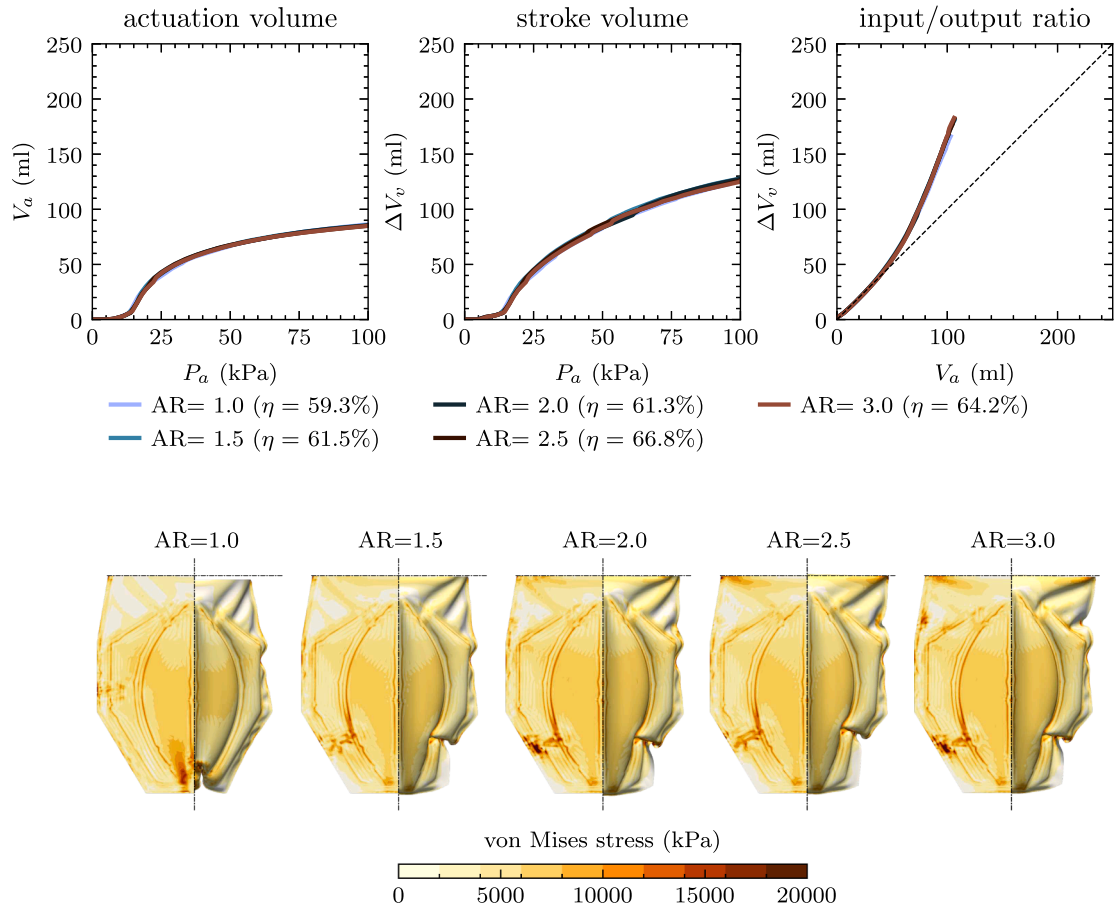 actuation volume
stroke volume
input/output ratio
250
200
150
100
50
0
V_a (ml)
0 25 50 75 100
P_a (kPa)
250
200
150
100
50
0
ΔV_v (ml)
0 25 50 75 100
P_a (kPa)
250
200
150
100
50
0
ΔV_v (ml)
0 100 200
V_a (ml)
AR= 1.0 (η = 59.3%)
AR= 1.5 (η = 61.5%)
AR= 2.0 (η = 61.3%)
AR= 2.5 (η = 66.8%)
AR= 3.0 (η = 64.2%)
AR=1.0 AR=1.5 AR=2.0 AR=2.5 AR=3.0
von Mises stress (kPa)
0 5000 10000 15000 20000